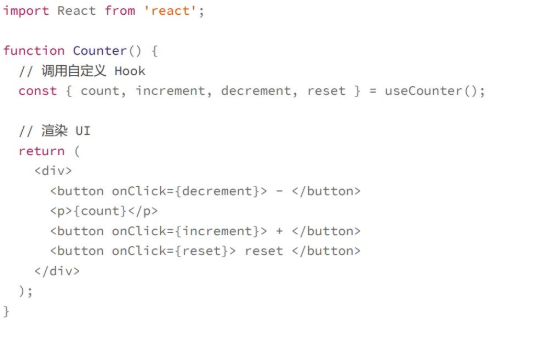 import React from 'react';

function Counter() {
  // 调用自定义 Hook
  const { count, increment, decrement, reset } = useCounter();

  // 渲染 UI
  return (
    <div>
      <button onClick={decrement}> - </button>
      <p>{count}</p>
      <button onClick={increment}> + </button>
      <button onClick={reset}> reset </button>
    </div>
  );
}